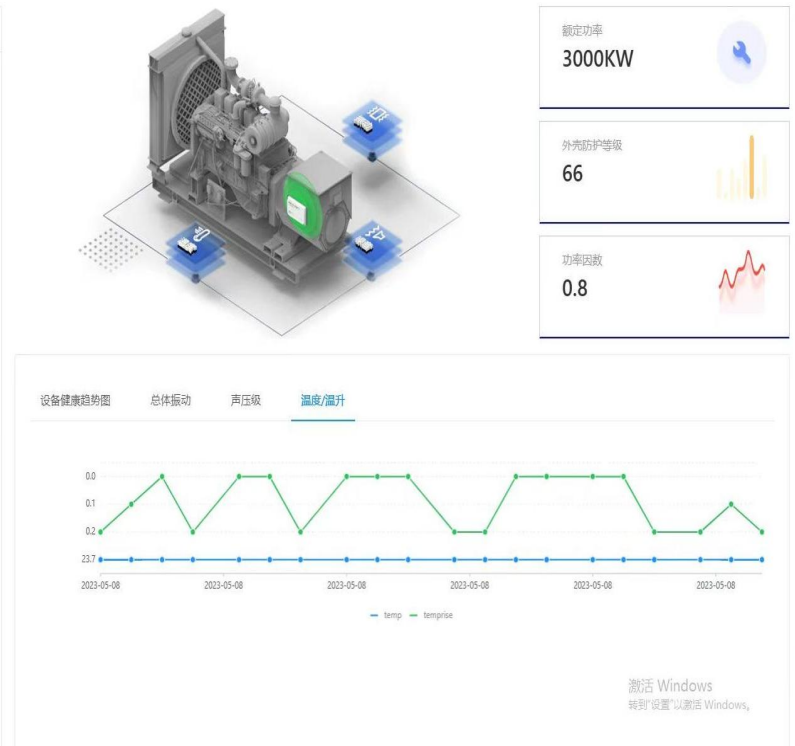 额定功率
3000KW
外壳防护等级
66
功率因数
0.8
设备健康趋势图 总体振动 声压级 温度/温升
0.0
0.1
0.2
23.7
2023-05-08 2023-05-08 2023-05-08 2023-05-08 2023-05-08 2023-05-08
temp temprise
激活 Windows
转到"设置"以激活 Windows。